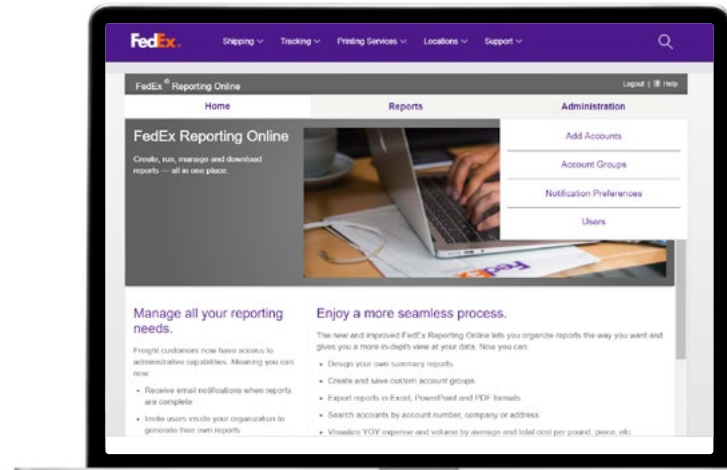 FedEx.
Shipping Tracking Printing Services Locations Support
FedEx® Reporting Online
Logout | Help
Home Reports Administration
FedEx Reporting Online
Create, run, manage and download
reports — all in one place.
Add Accounts
Account Groups
Notification Preferences
Users
FedEx
Manage all your reporting
needs.
Freight customers now have access to
administrative capabilities. Meaning you can
now:
• Receive email notifications when reports
are complete
• Invite users inside your organization to
generate their own reports
Enjoy a more seamless process.
The new and improved FedEx Reporting Online lets you organize reports the way you want and
gives you a more in-depth view at your data. Now you can:
• Design your own summary reports
• Create and save custom account groups
• Export reports in Excel, PowerPoint and PDF formats
• Search accounts by account number, company or address
• Visualize YOY expense and volume by average and total cost per pound, piece, etc